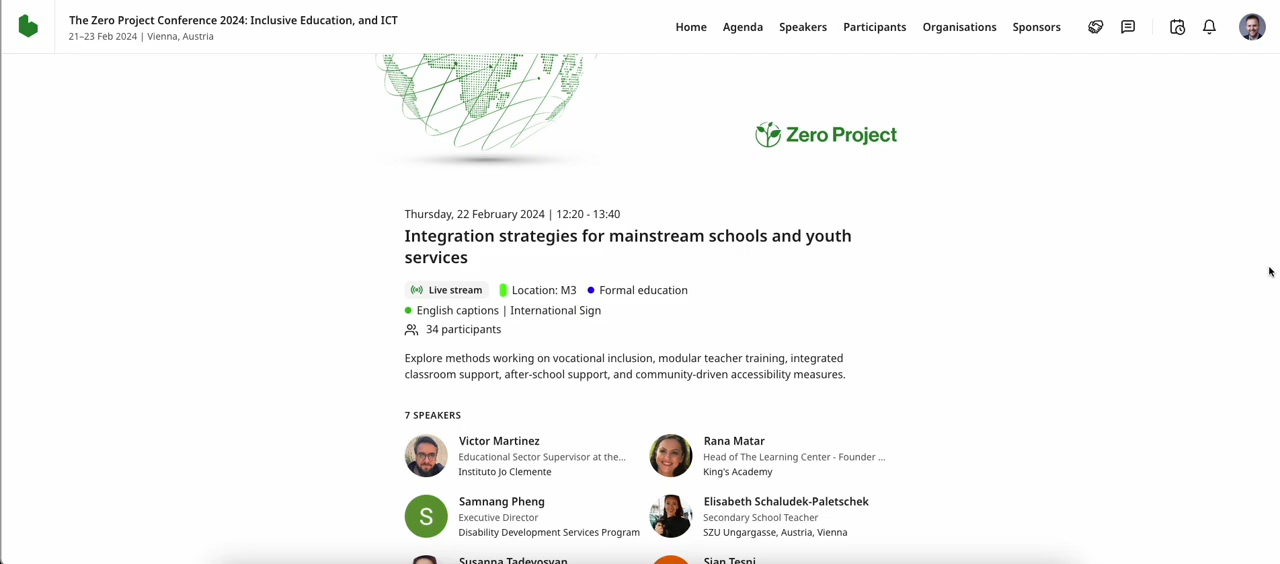 The Zero Project Conference 2024: Inclusive Education, and ICT
21–23 Feb 2024 | Vienna, Austria
Home Agenda Speakers Participants Organisations Sponsors
Zero Project
Thursday, 22 February 2024 | 12:20 - 13:40
Integration strategies for mainstream schools and youth
services
Live stream Location: M3 Formal education
English captions | International Sign
34 participants
Explore methods working on vocational inclusion, modular teacher training, integrated
classroom support, after-school support, and community-driven accessibility measures.
7 SPEAKERS
Victor Martinez
Educational Sector Supervisor at the...
Instituto Jo Clemente
Rana Matar
Head of The Learning Center - Founder ...
King's Academy
S
Samnang Pheng
Executive Director
Disability Development Services Program
Elisabeth Schaludek-Paletschek
Secondary School Teacher
SZU Ungargasse, Austria, Vienna
Susanna Tadevosyan
Sian Tesni